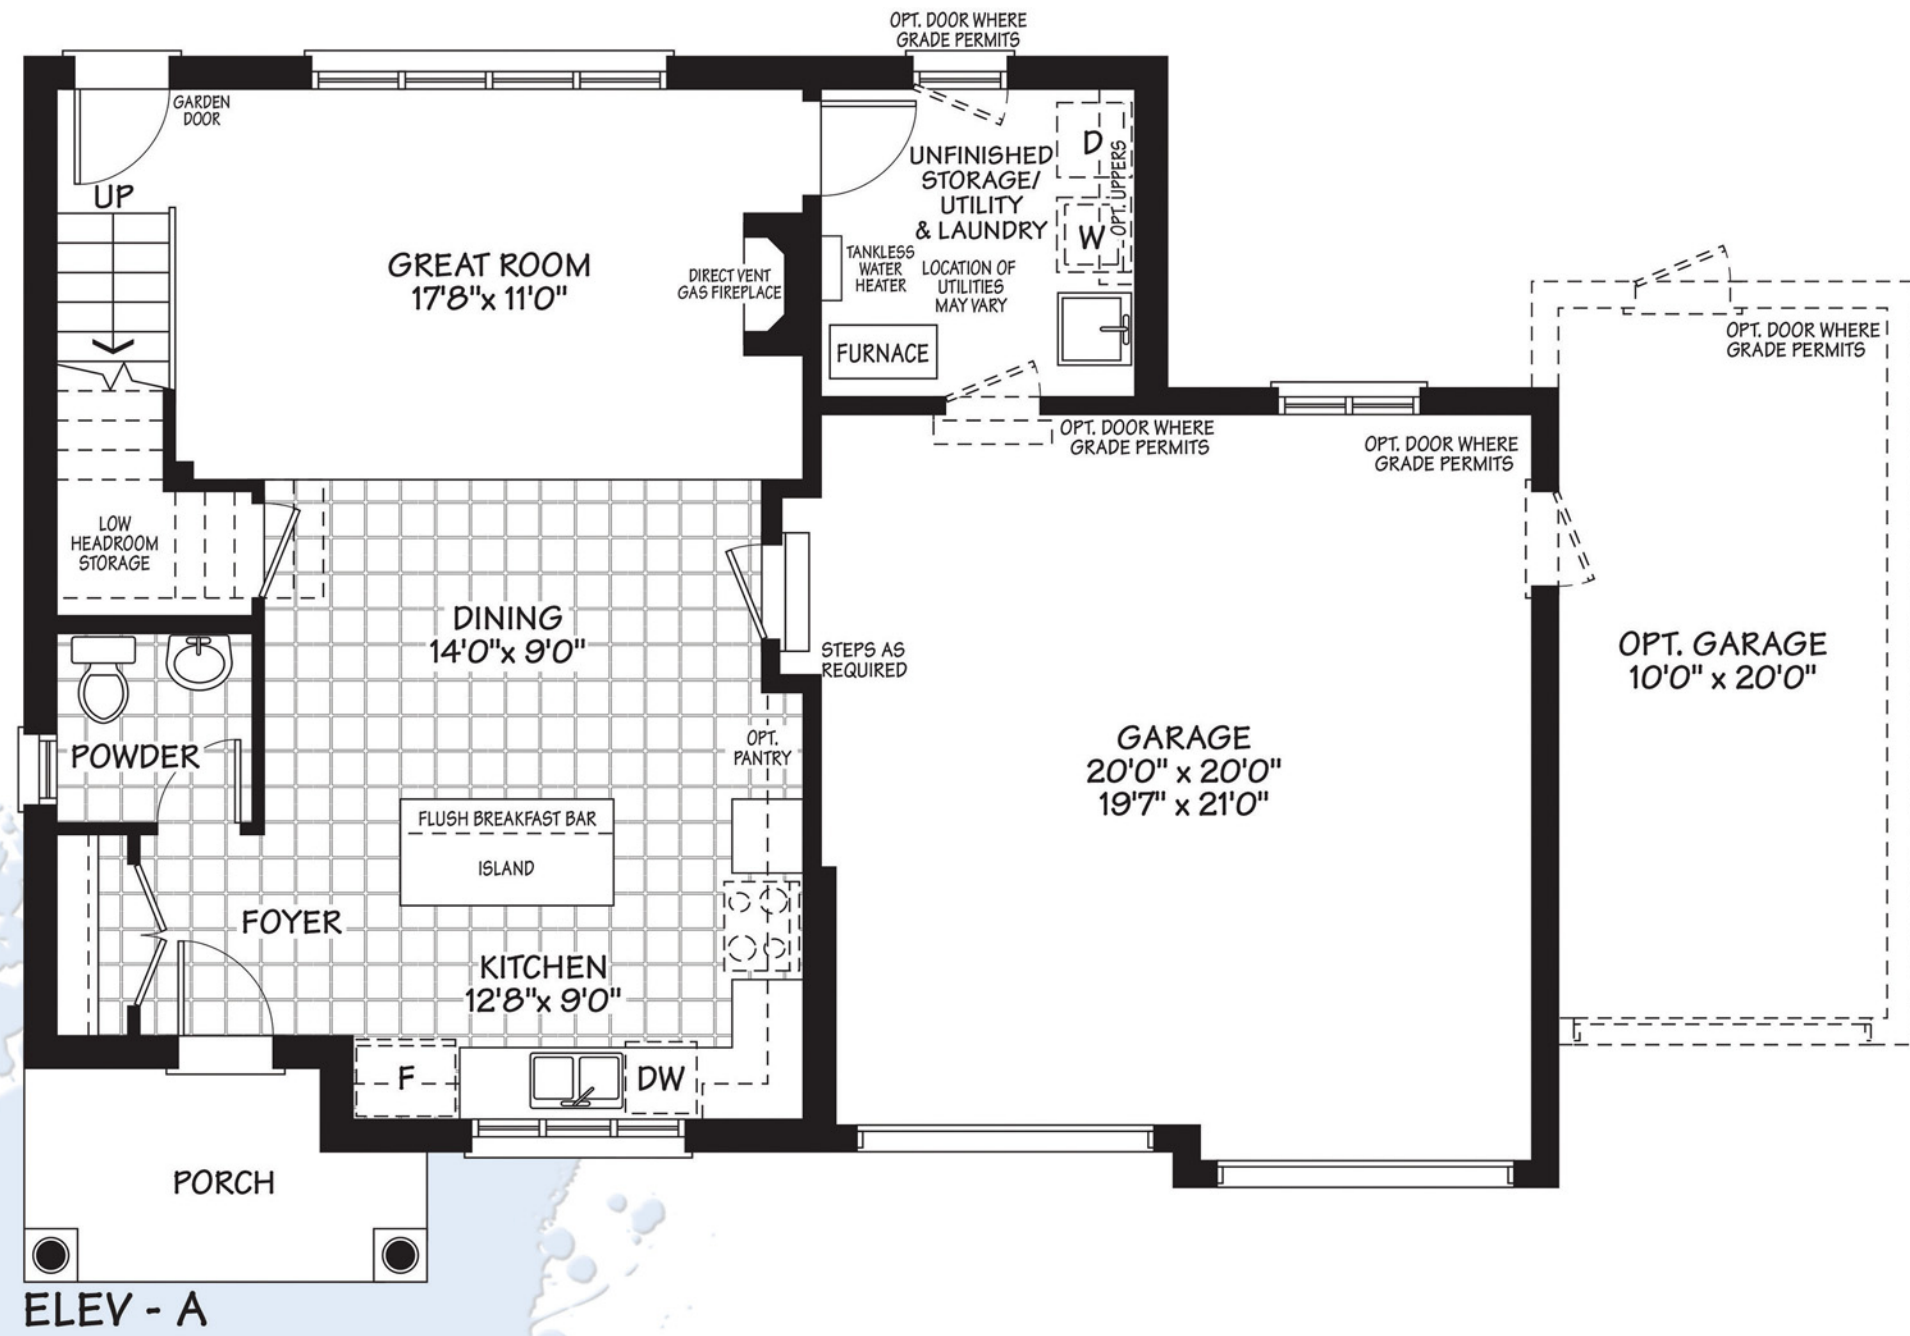 OPT. DOOR WHERE
GRADE PERMITS
GARDEN
DOOR
UP
GREAT ROOM
17'8"x 11'0"
DIRECT VENT
GAS FIREPLACE
UNFINISHED
STORAGE/
UTILITY
& LAUNDRY
TANKLESS
WATER
HEATER
LOCATION OF
UTILITIES
MAY VARY
FURNACE
D
W
OPT. UPPERS
OPT. DOOR WHERE
GRADE PERMITS
OPT. DOOR WHERE
GRADE PERMITS
OPT. DOOR WHERE
GRADE PERMITS
LOW
HEADROOM
STORAGE
DINING
14'0"x 9'0"
STEPS AS
REQUIRED
OPT. GARAGE
10'0" x 20'0"
POWDER
OPT.
PANTRY
GARAGE
20'0" x 20'0"
19'7" x 21'0"
FLUSH BREAKFAST BAR
ISLAND
FOYER
KITCHEN
12'8"x 9'0"
F
DW
PORCH
ELEV - A